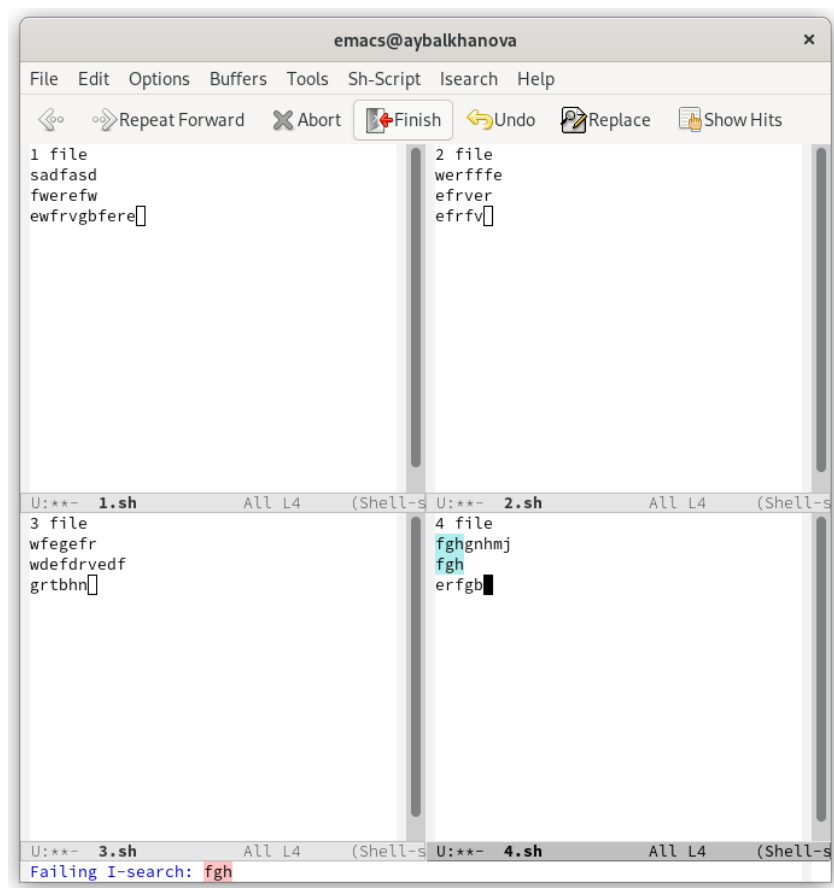 emacs@aybalkhanova ×
File Edit Options Buffers Tools Sh-Script Isearch Help
Repeat Forward Abort Finish Undo Replace Show Hits
1 file
sadfasd
fwerefw
ewfrvgbfere
U:**- 1.sh All L4 (Shell-s
2 file
werfffe
efrver
efrfv
U:**- 2.sh All L4 (Shell-s
3 file
wfegefr
wdefdrvedf
grtbhn
U:**- 3.sh All L4 (Shell-s
4 file
fghgnhmj
fgh
erfgb
U:**- 4.sh All L4 (Shell-s
Failing I-search: fgh